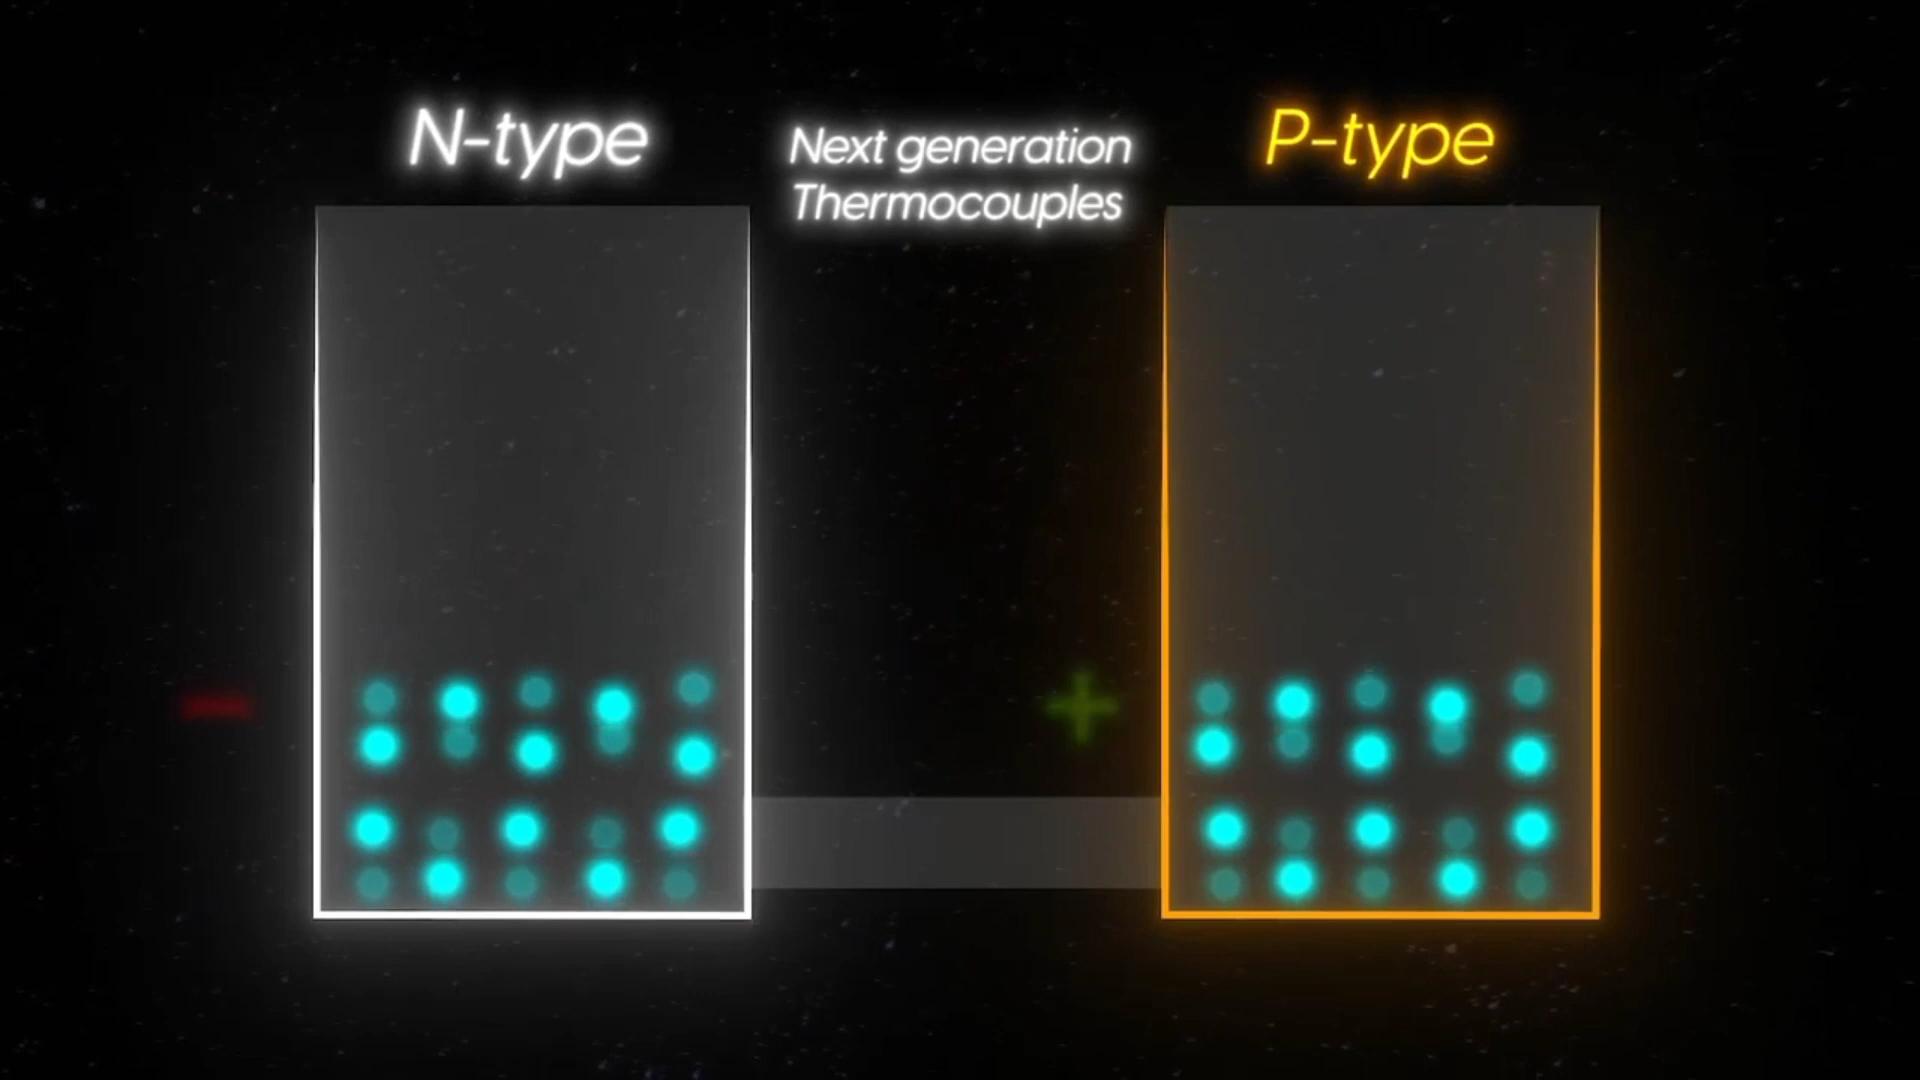 N-type
Next generation
Thermocouples
P-type
−
+